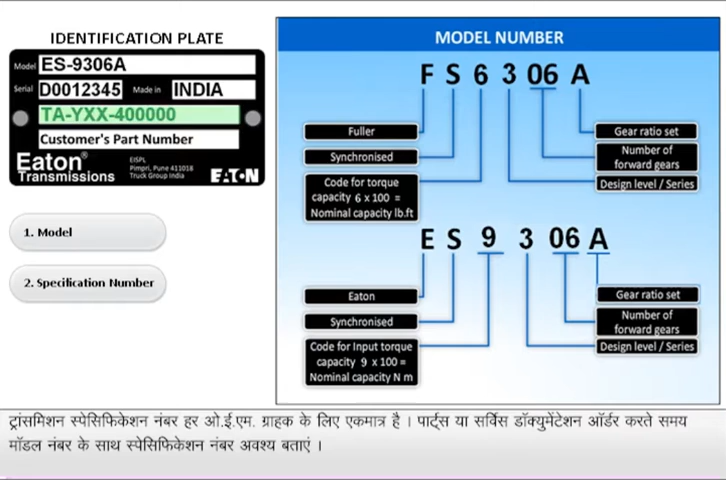 IDENTIFICATION PLATE
Model ES-9306A
Serial D0012345 Made in INDIA
TA-YXX-400000
Customer's Part Number
Eaton®
Transmissions
EISPL
Pimpri, Pune 411018
Truck Group India
EATON
1. Model
2. Specification Number
MODEL NUMBER
F S 6 3 06 A
Fuller
Synchronised
Code for torque
capacity 6 x 100 =
Nominal capacity lb.ft
Gear ratio set
Number of
forward gears
Design level / Series
E S 9 3 06 A
Eaton
Synchronised
Code for Input torque
capacity 9 x 100 =
Nominal capacity N m
Gear ratio set
Number of
forward gears
Design level / Series
ट्रांसमिशन स्पेसिफिकेशन नंबर हर ओ.ई.एम. ग्राहक के लिए एकमात्र है । पार्ट्स या सर्विस डॉक्युमेंटेशन ऑर्डर करते समय
मॉडल नंबर के साथ स्पेसिफिकेशन नंबर अवश्य बताएं ।